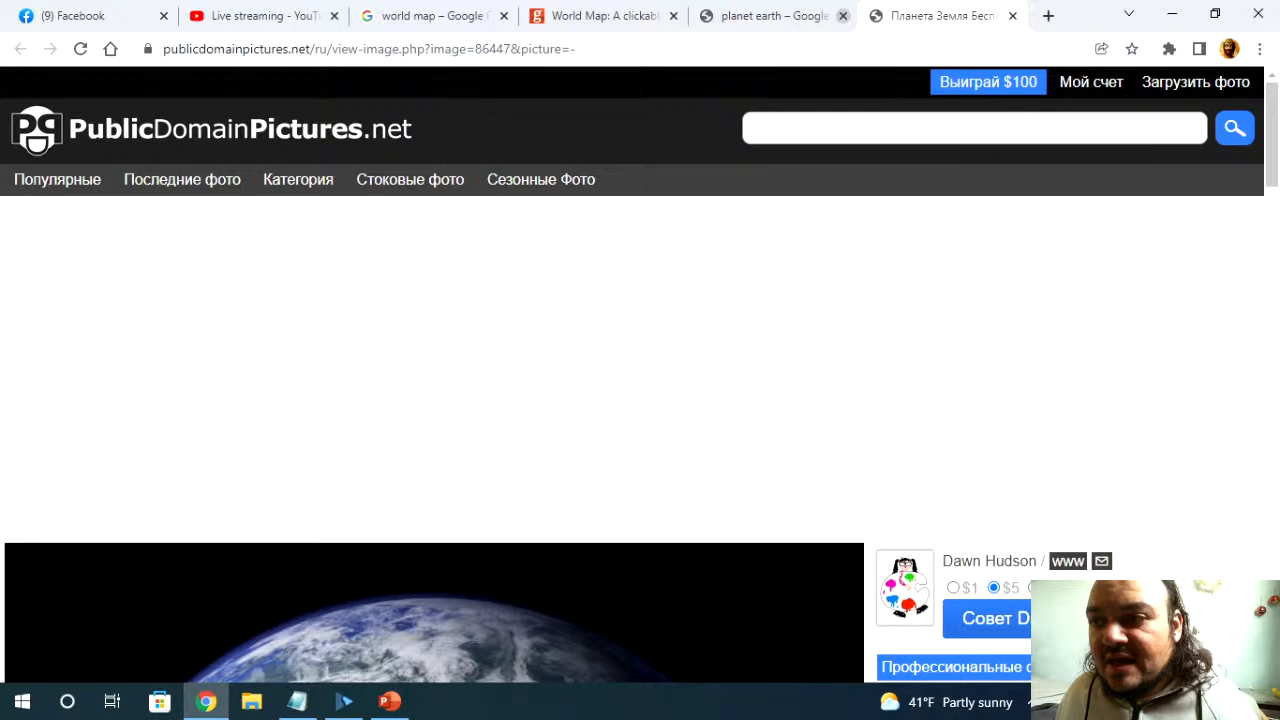 (9) Facebook
Live streaming - YouT
world map – Google
World Map: A clickabl
planet earth – Google
Планета Земля Бесп
publicdomainpictures.net/ru/view-image.php?image=86447&picture=-
Выиграй $100
Мой счет
Загрузить фото
PublicDomainPictures.net
Популярные
Последние фото
Категория
Стоковые фото
Сезонные Фото
Dawn Hudson / www
$1
$5
Совет D
Профессиональные
41°F Partly sunny